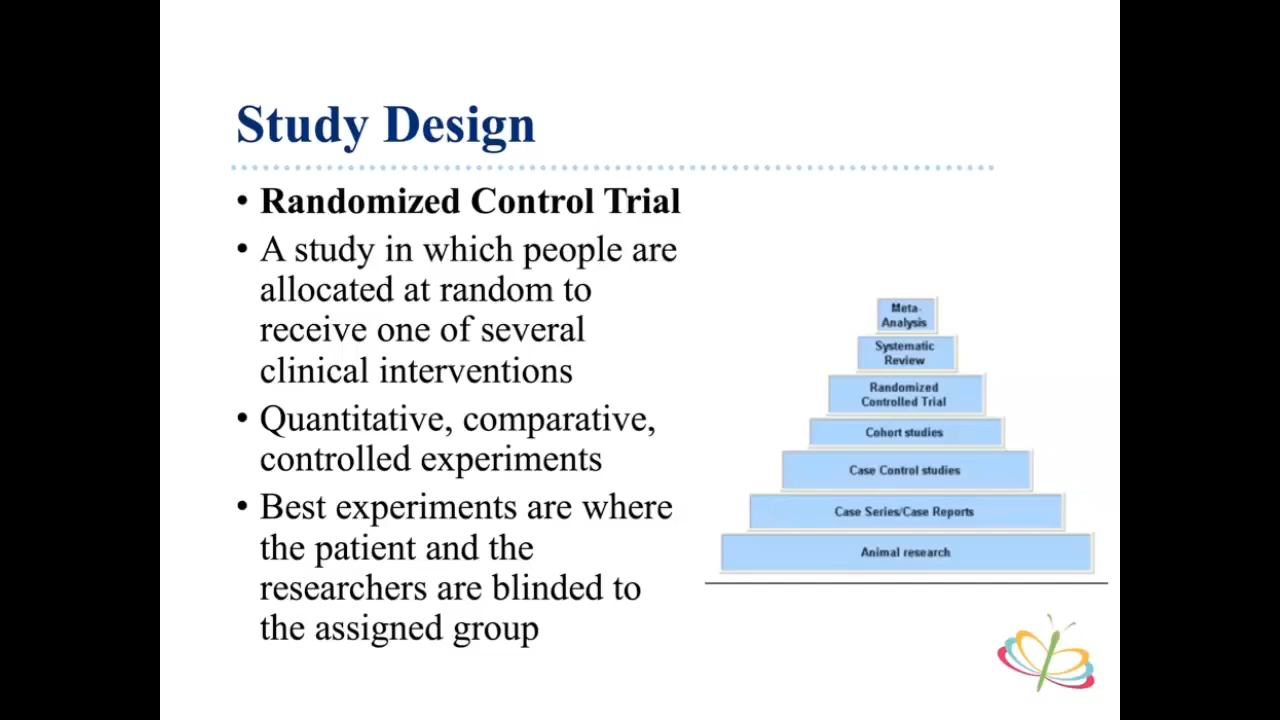 Study Design
• Randomized Control Trial
• A study in which people are
allocated at random to
receive one of several
clinical interventions
• Quantitative, comparative,
controlled experiments
• Best experiments are where
the patient and the
researchers are blinded to
the assigned group
Meta-
Analysis
Systematic
Review
Randomized
Controlled Trial
Cohort studies
Case Control studies
Case Series/Case Reports
Animal research